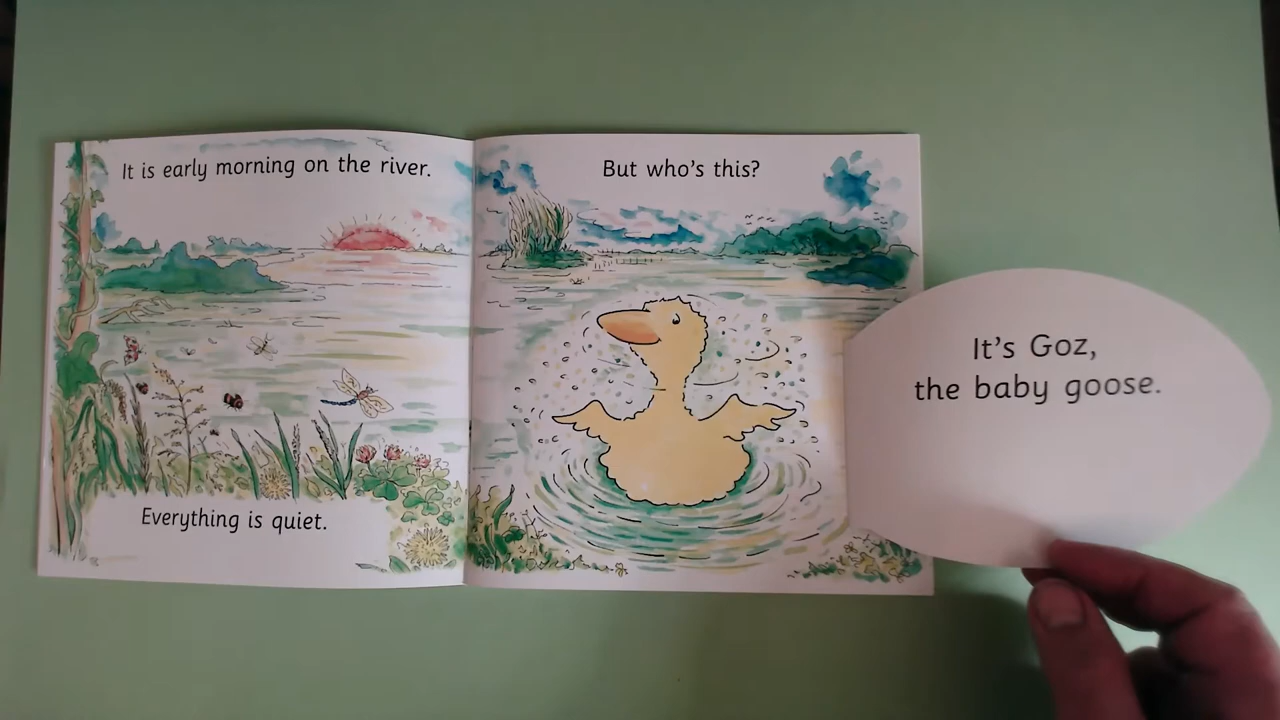 It is early morning on the river.
Everything is quiet.
But who's this?
It's Goz,
the baby goose.